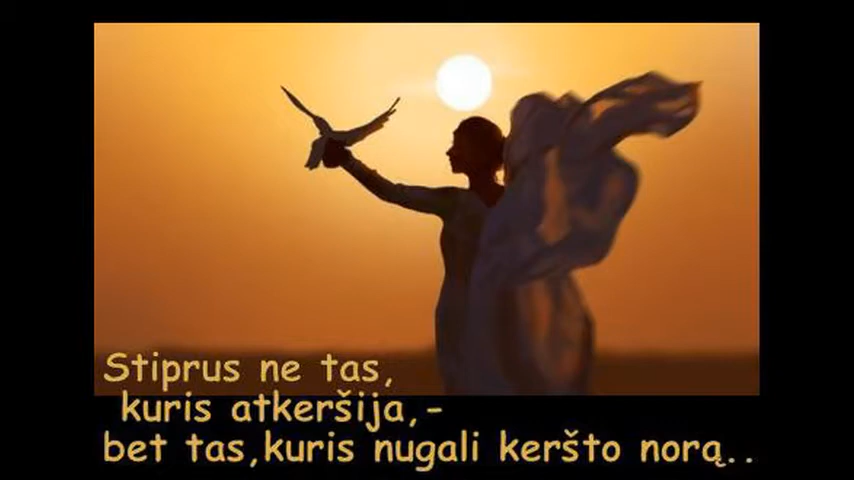 Stiprus ne tas,
kuris atkeršija,-
bet tas,kuris nugali keršto norą..